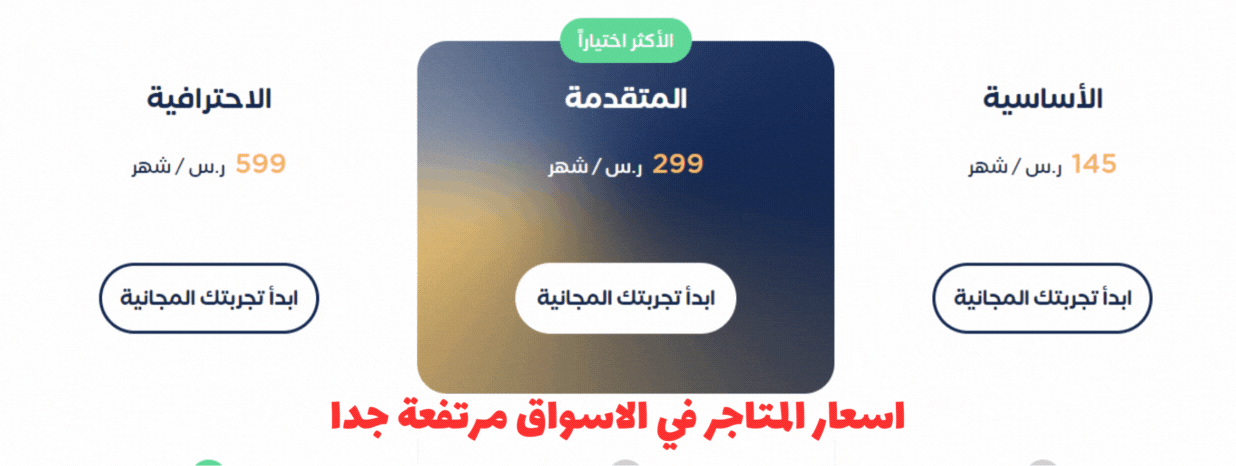 الأكثر اختياراً
الأساسية
145 ر.س / شهر
ابدأ تجربتك المجانية
المتقدمة
299 ر.س / شهر
ابدأ تجربتك المجانية
الاحترافية
599 ر.س / شهر
ابدأ تجربتك المجانية
اسعار المتاجر في الاسواق مرتفعة جدا